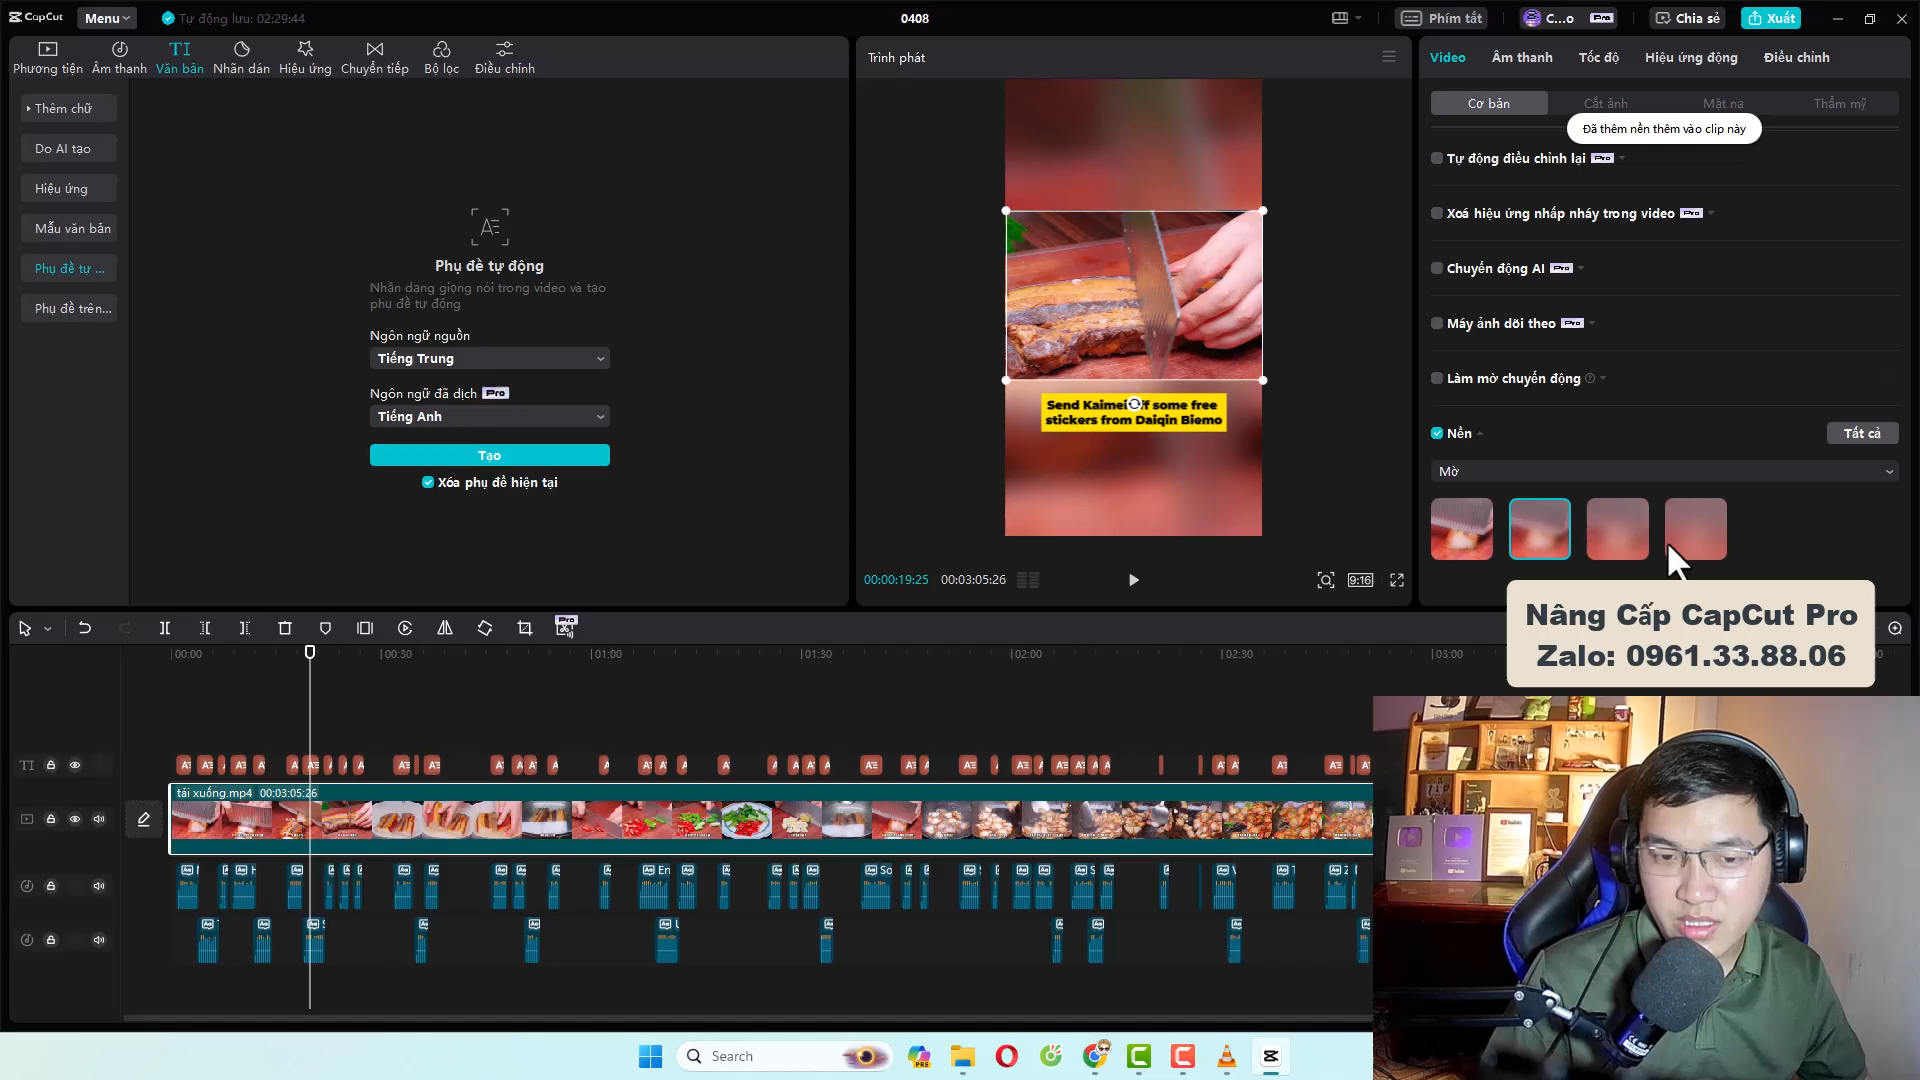 CapCut
Menu
Tự động lưu: 02:29:44
0408
Phím tắt
C...o
Pro
Chia sẻ
Xuất
Phương tiện
Âm thanh
TI
Văn bản
Nhãn dán
Hiệu ứng
Chuyển tiếp
Bộ lọc
Điều chỉnh
Thêm chữ
Do AI tạo
Hiệu ứng
Mẫu văn bản
Phụ đề tự ...
Phụ đề trên...
Phụ đề tự động
Nhận dạng giọng nói trong video và tạo
phụ đề tự động
Ngôn ngữ nguồn
Tiếng Trung
Ngôn ngữ đã dịch Pro
Tiếng Anh
Tạo
Xóa phụ đề hiện tại
Trình phát
stickers from Daiqin Biemo
00:00:19:25
00:03:05:26
9:16
Video
Âm thanh
Tốc độ
Hiệu ứng động
Điều chỉnh
Cơ bản
Cắt ảnh
Mặt nạ
Thẩm mỹ
Đã thêm nền thêm vào clip này
Tự động điều chỉnh lại Pro
Xoá hiệu ứng nhấp nháy trong video Pro
Chuyển động AI Pro
Máy ảnh dõi theo Pro
Làm mờ chuyển động
Nền
Tất cả
Mờ
Nâng Cấp CapCut Pro
Zalo: 0961.33.88.06
Pro
00:00
00:30
01:00
01:30
02:00
02:30
03:00
TI
tải xuống.mp4 00:03:05:26
Search
PRE